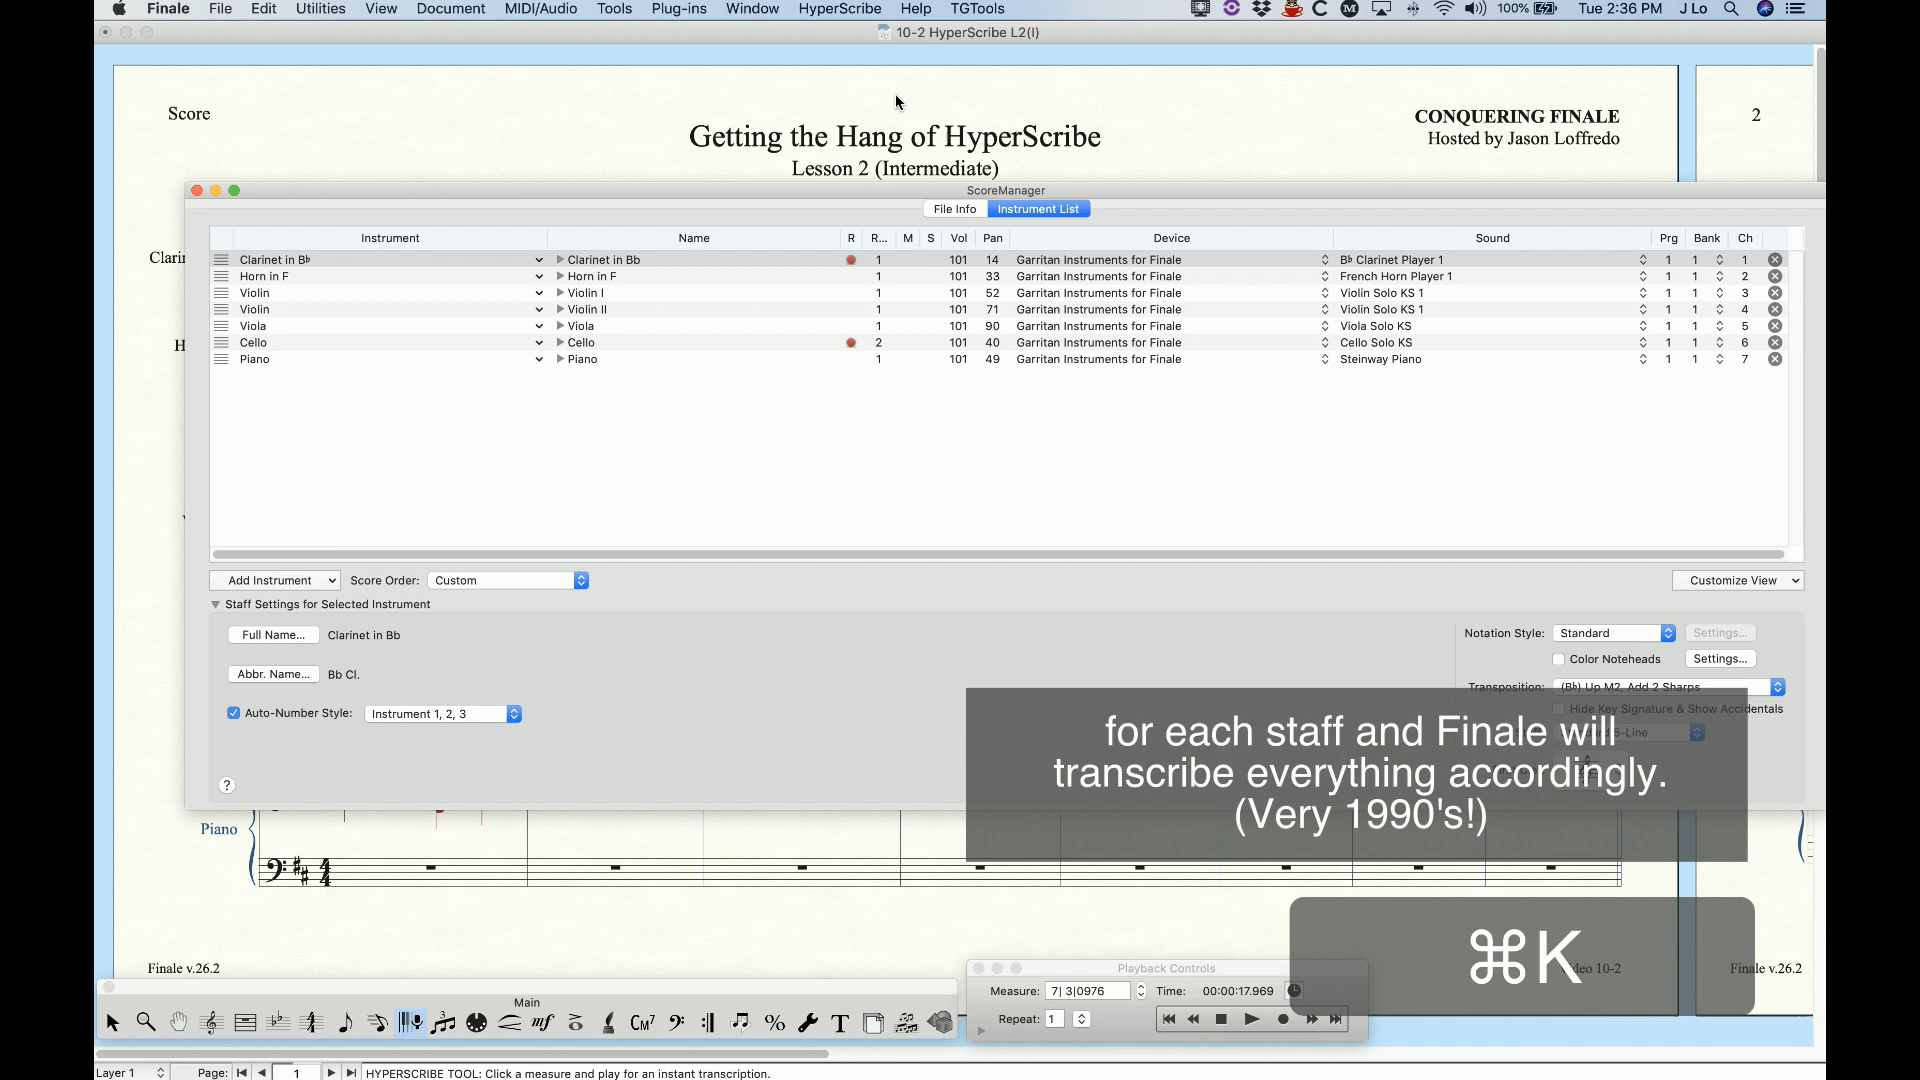 Finale File Edit Utilities View Document MIDI/Audio Tools Plug-ins Window HyperScribe Help TGTools 100% Tue 2:36 PM J Lo
10-2 HyperScribe L2(I)
Score
CONQUERING FINALE
2
Getting the Hang of HyperScribe
Hosted by Jason Loffredo
Lesson 2 (Intermediate)
ScoreManager
File Info Instrument List
Instrument Name R R... M S Vol Pan Device Sound Prg Bank Ch
Clarinet in B♭ Clarinet in Bb 1 101 14 Garritan Instruments for Finale B♭ Clarinet Player 1 1 1 1
Horn in F Horn in F 1 101 33 Garritan Instruments for Finale French Horn Player 1 1 1 2
Violin Violin I 1 101 52 Garritan Instruments for Finale Violin Solo KS 1 1 1 3
Violin Violin II 1 101 71 Garritan Instruments for Finale Violin Solo KS 1 1 1 4
Viola Viola 1 101 90 Garritan Instruments for Finale Viola Solo KS 1 1 5
Cello Cello 2 101 40 Garritan Instruments for Finale Cello Solo KS 1 1 6
Piano Piano 1 101 49 Garritan Instruments for Finale Steinway Piano 1 1 7
Clarin
H
Add Instrument Score Order: Custom Customize View
Staff Settings for Selected Instrument
Full Name... Clarinet in Bb
Notation Style: Standard Settings...
Color Noteheads Settings...
Abbr. Name... Bb Cl.
Transposition: (B♭) Up M2, Add 2 Sharps
Hide Key Signature & Show Accidentals
Auto-Number Style: Instrument 1, 2, 3
5-Line
for each staff and Finale will
transcribe everything accordingly.
(Very 1990's!)
?
Piano
⌘K
Finale v.26.2
10-2
Finale v.26.2
Main
Playback Controls
Measure: 7| 3|0976 Time: 00:00:17.969
Repeat: 1
Layer 1 Page: 1 HYPERSCRIBE TOOL: Click a measure and play for an instant transcription.